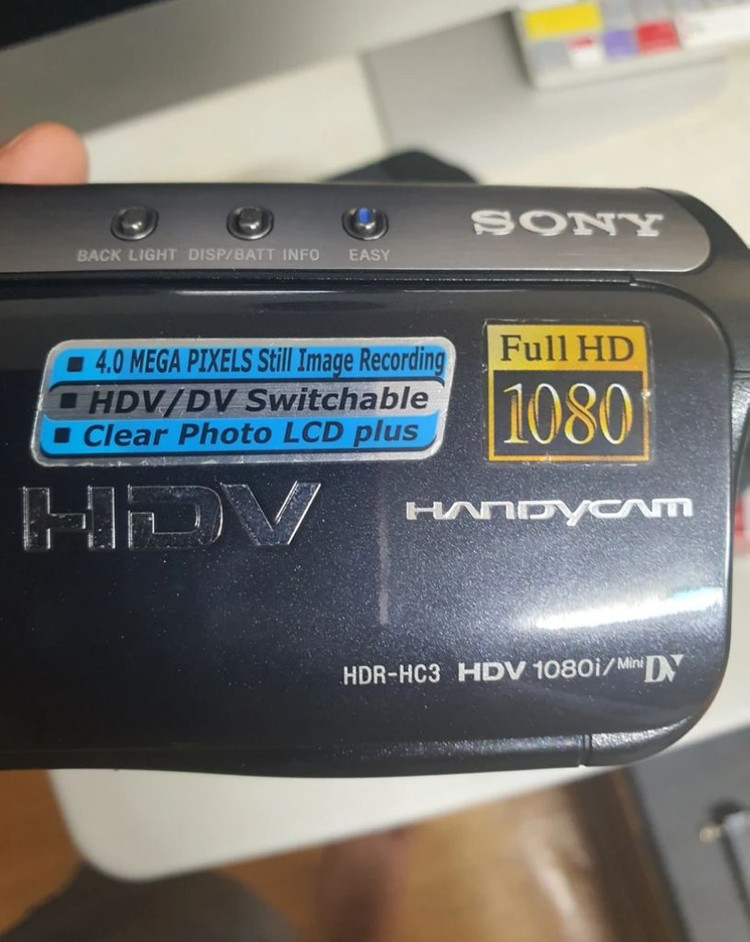 SONY
BACK LIGHT DISP/BATT INFO EASY
4.0 MEGA PIXELS Still Image Recording
HDV/DV Switchable
Clear Photo LCD plus
Full HD
1080
HDV
HANDYCAM
HDR-HC3 HDV 1080i/Mini DV